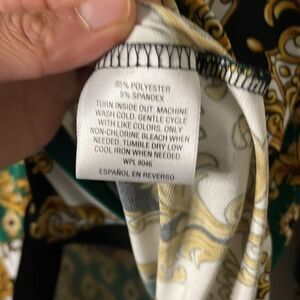 95% POLYESTER
5% SPANDEX
TURN INSIDE OUT. MACHINE
WASH COLD. GENTLE CYCLE
WITH LIKE COLORS. ONLY
NON-CHLORINE BLEACH WHEN
NEEDED. TUMBLE DRY LOW
COOL IRON WHEN NEEDED.
WPL 8046
ESPAÑOL EN REVERSO